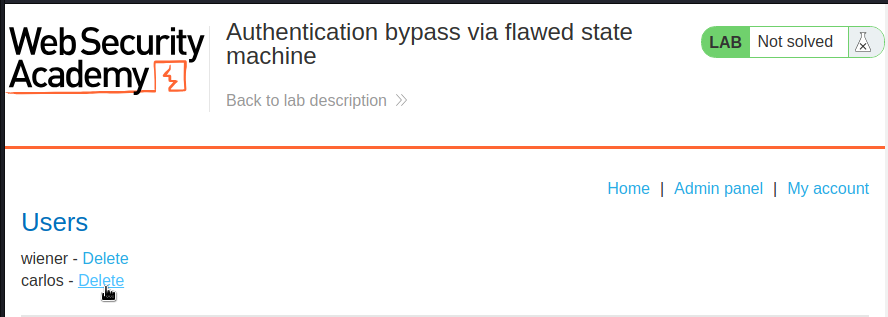 Web Security
Academy
Authentication bypass via flawed state
machine
Back to lab description
LAB Not solved
Home | Admin panel | My account
Users
wiener - Delete
carlos - Delete